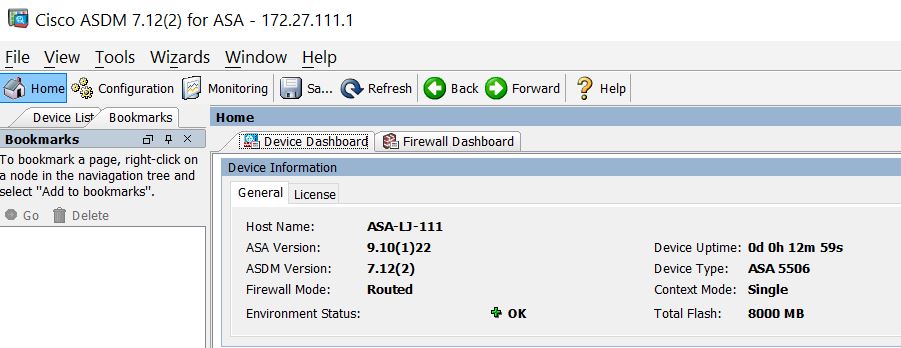 Cisco ASDM 7.12(2) for ASA - 172.27.111.1
File View Tools Wizards Window Help
Home Configuration Monitoring Sa... Refresh Back Forward Help
Device List Bookmarks
Bookmarks
To bookmark a page, right-click on
a node in the naviagation tree and
select "Add to bookmarks".
Go Delete
Home
Device Dashboard Firewall Dashboard
Device Information
General License
Host Name: ASA-LJ-111
ASA Version: 9.10(1)22 Device Uptime: 0d 0h 12m 59s
ASDM Version: 7.12(2) Device Type: ASA 5506
Firewall Mode: Routed Context Mode: Single
Environment Status: OK Total Flash: 8000 MB